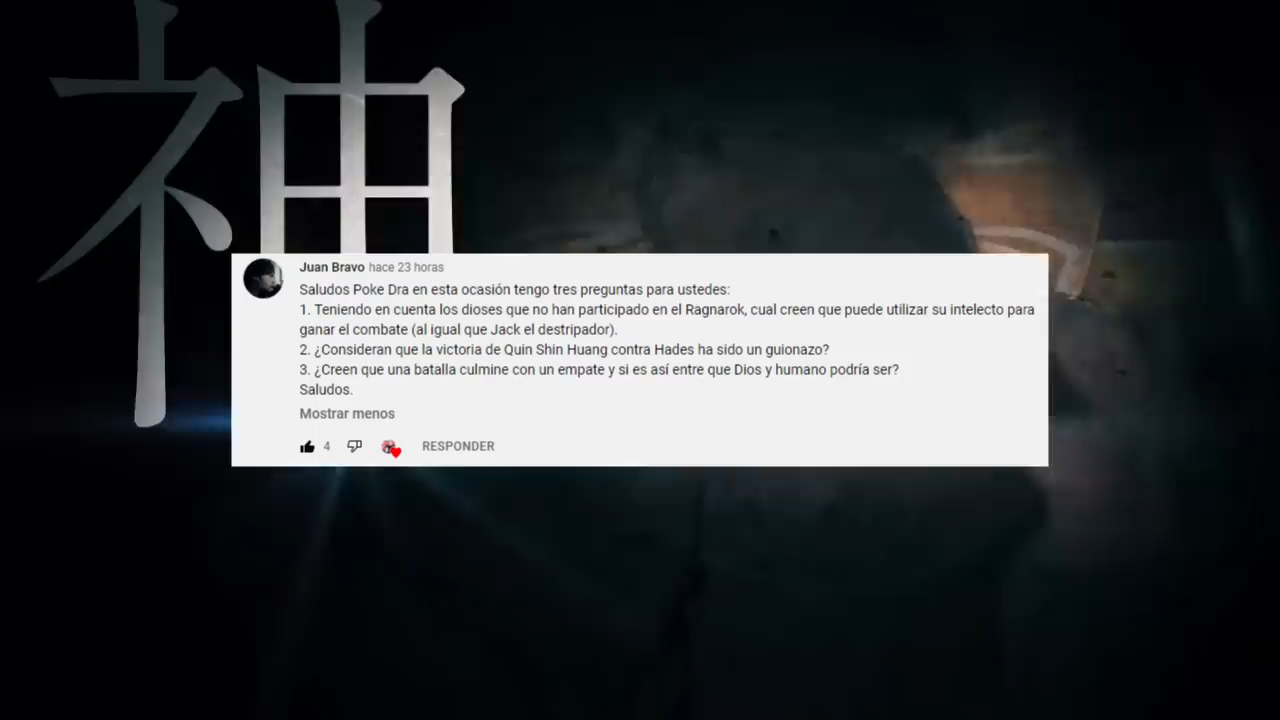 神
Juan Bravo hace 23 horas
Saludos Poke Dra en esta ocasión tengo tres preguntas para ustedes:
1. Teniendo en cuenta los dioses que no han participado en el Ragnarok, cual creen que puede utilizar su intelecto para
ganar el combate (al igual que Jack el destripador).
2. ¿Consideran que la victoria de Quin Shin Huang contra Hades ha sido un guionazo?
3. ¿Creen que una batalla culmine con un empate y si es así entre que Dios y humano podría ser?
Saludos.
Mostrar menos
4 RESPONDER